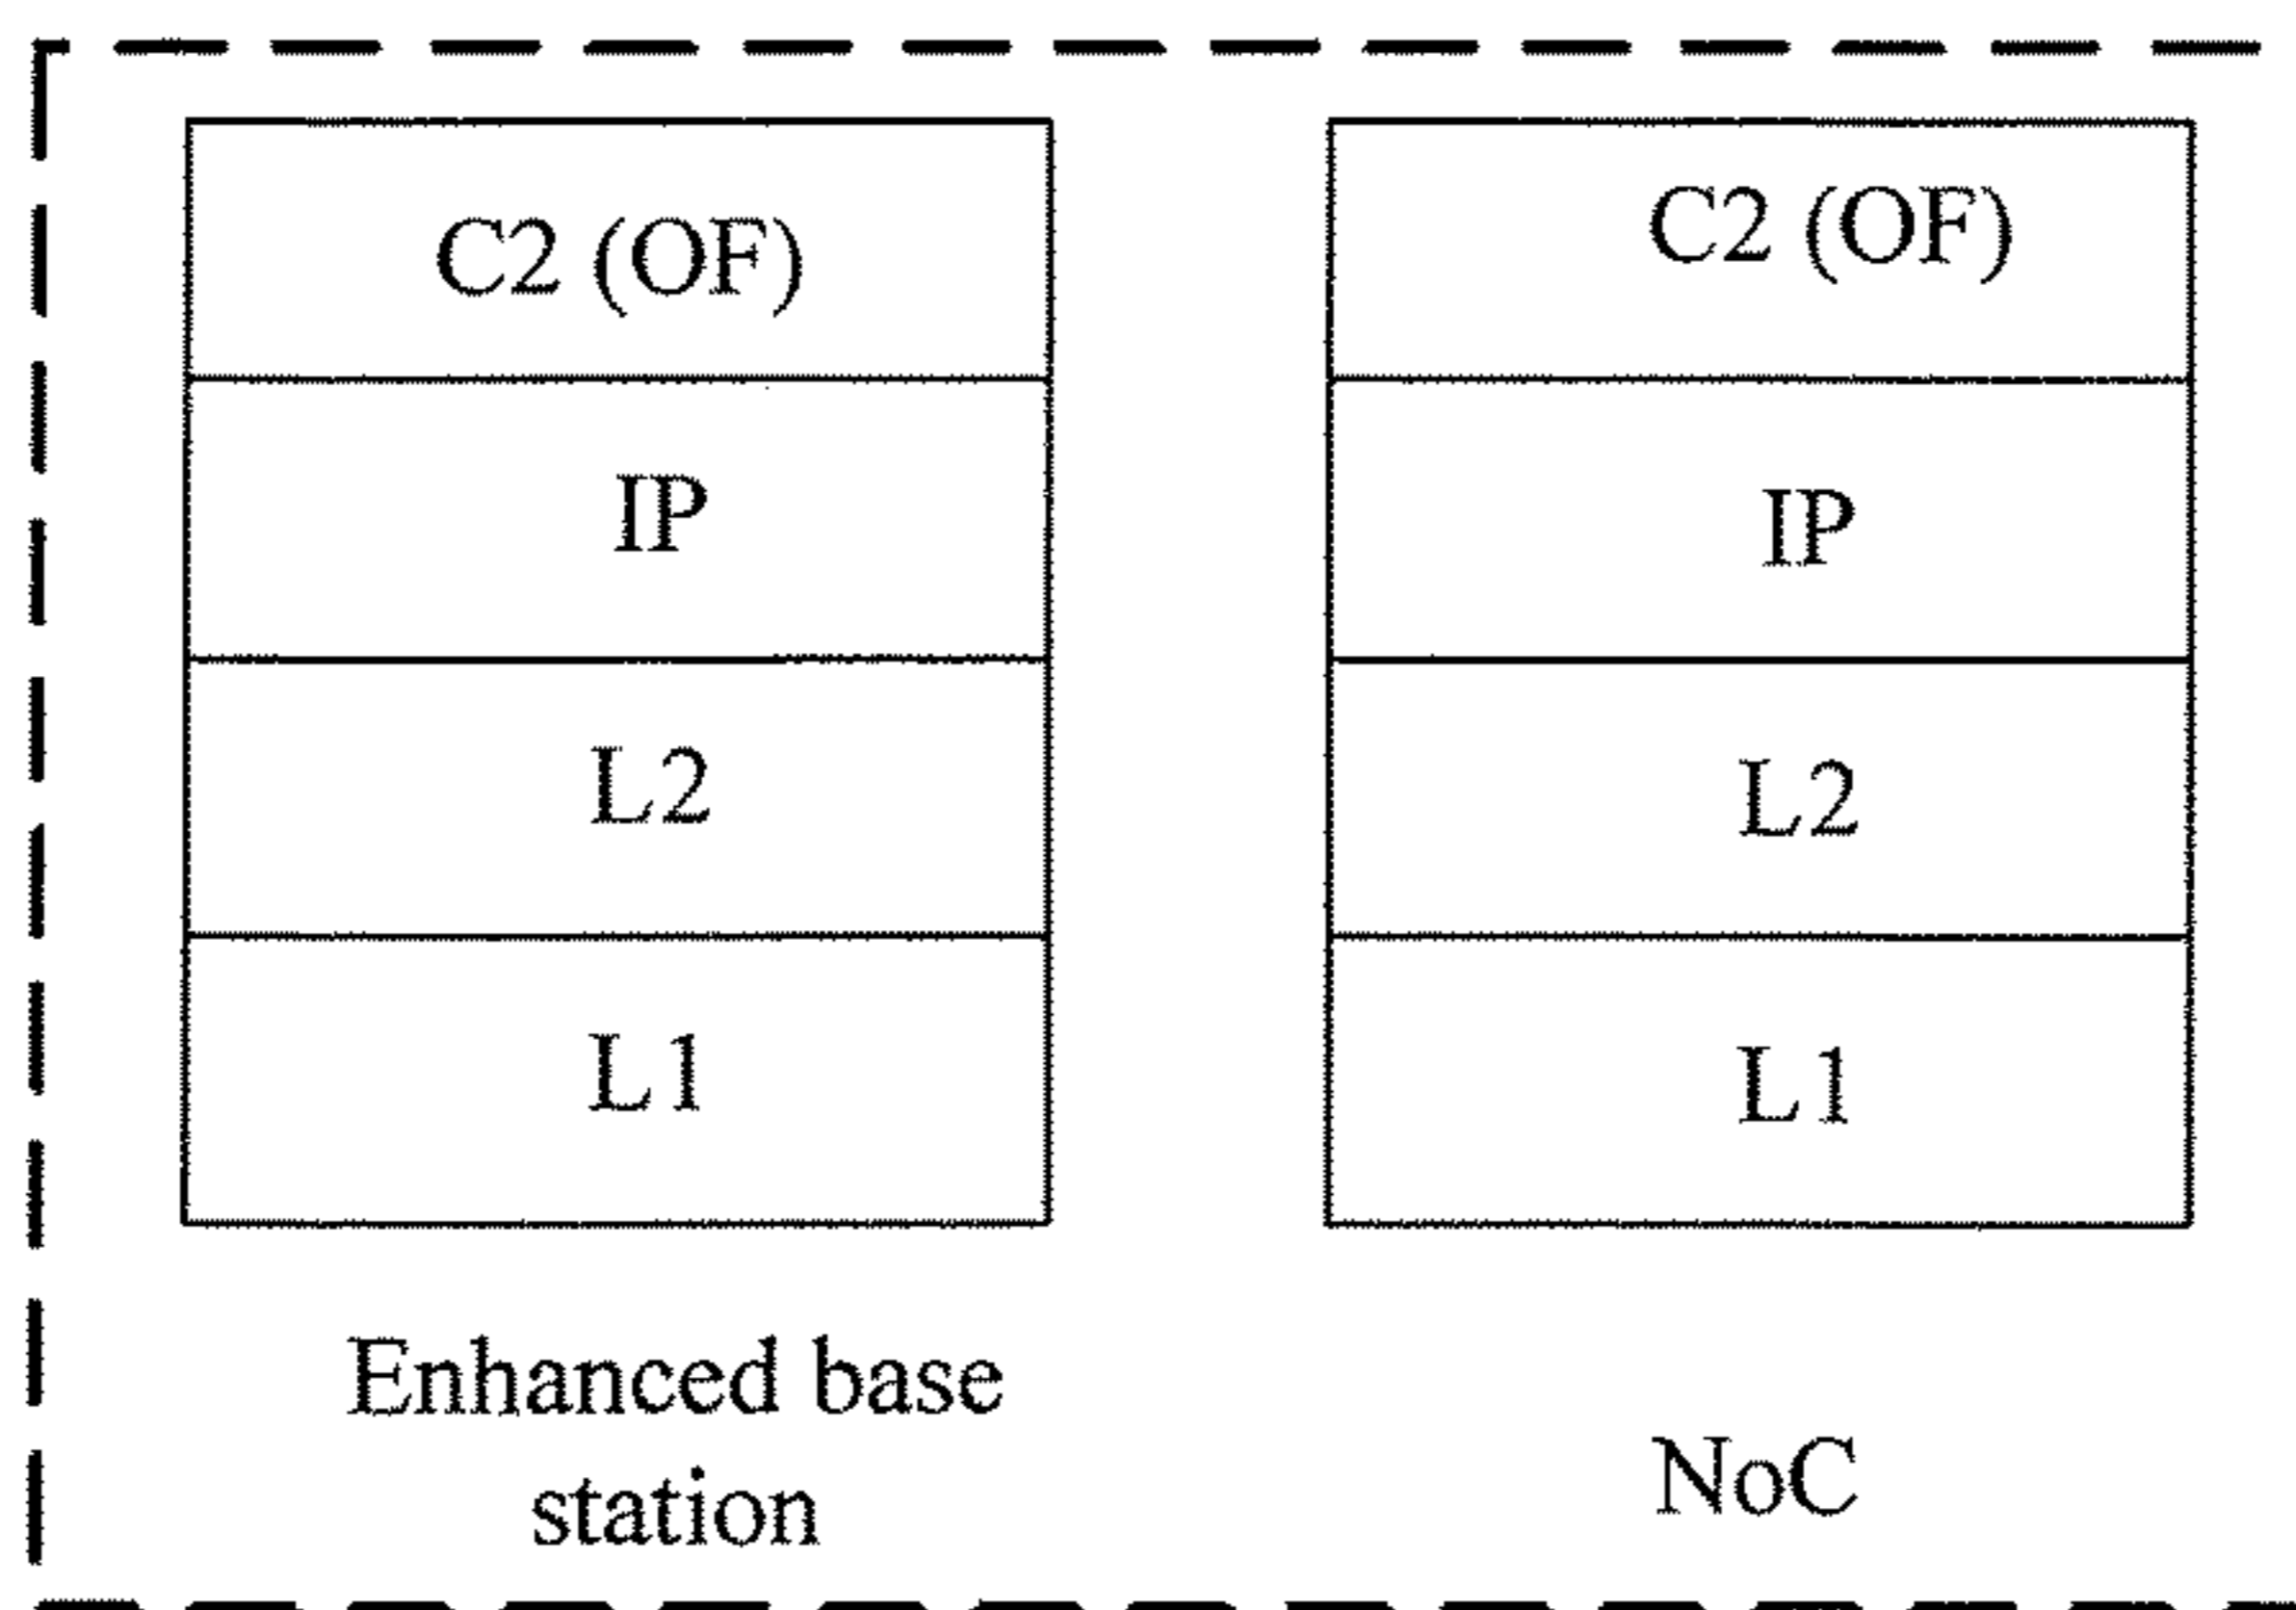 C2 (OF)
IP
L2
L1
Enhanced base
station
C2 (OF)
IP
L2
L1
NoC